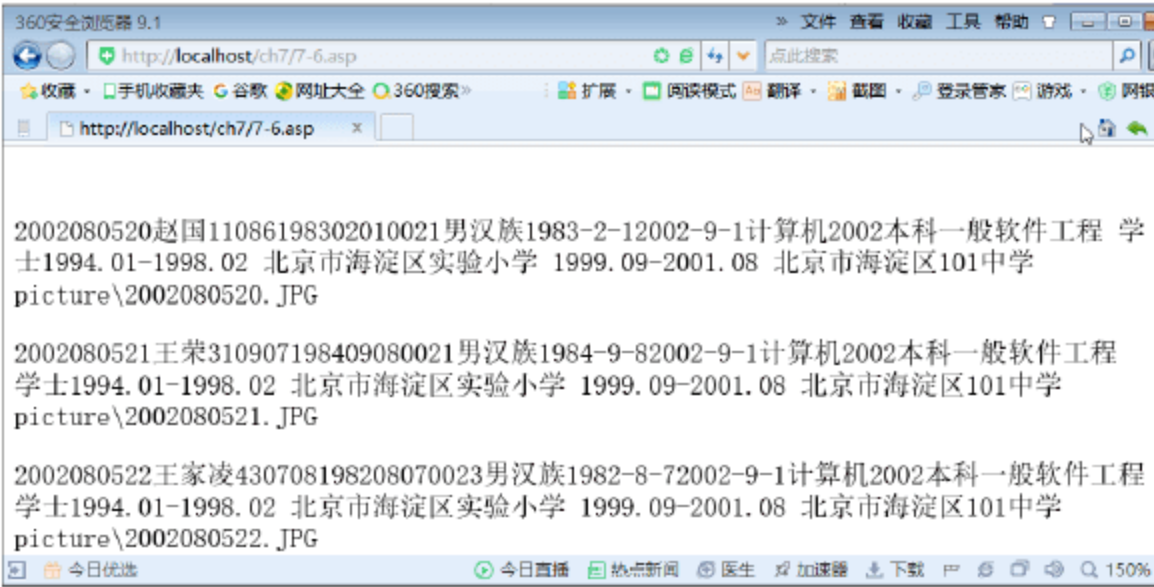 360安全浏览器 9.1
» 文件 查看 收藏 工具 帮助
http://localhost/ch7/7-6.asp 点此搜索
收藏 手机收藏夹 谷歌 网址大全 360搜索» 扩展 阅读模式 翻译 截图 登录管家 游戏 网银
http://localhost/ch7/7-6.asp x
2002080520赵国110861198302010021男汉族1983-2-12002-9-1计算机2002本科一般软件工程 学
士1994.01-1998.02 北京市海淀区实验小学 1999.09-2001.08 北京市海淀区101中学
picture\2002080520.JPG
2002080521王荣310907198409080021男汉族1984-9-82002-9-1计算机2002本科一般软件工程
学士1994.01-1998.02 北京市海淀区实验小学 1999.09-2001.08 北京市海淀区101中学
picture\2002080521.JPG
2002080522王家凌430708198208070023男汉族1982-8-72002-9-1计算机2002本科一般软件工程
学士1994.01-1998.02 北京市海淀区实验小学 1999.09-2001.08 北京市海淀区101中学
picture\2002080522.JPG
今日优选 今日直播 热点新闻 医生 加速器 下载 150%